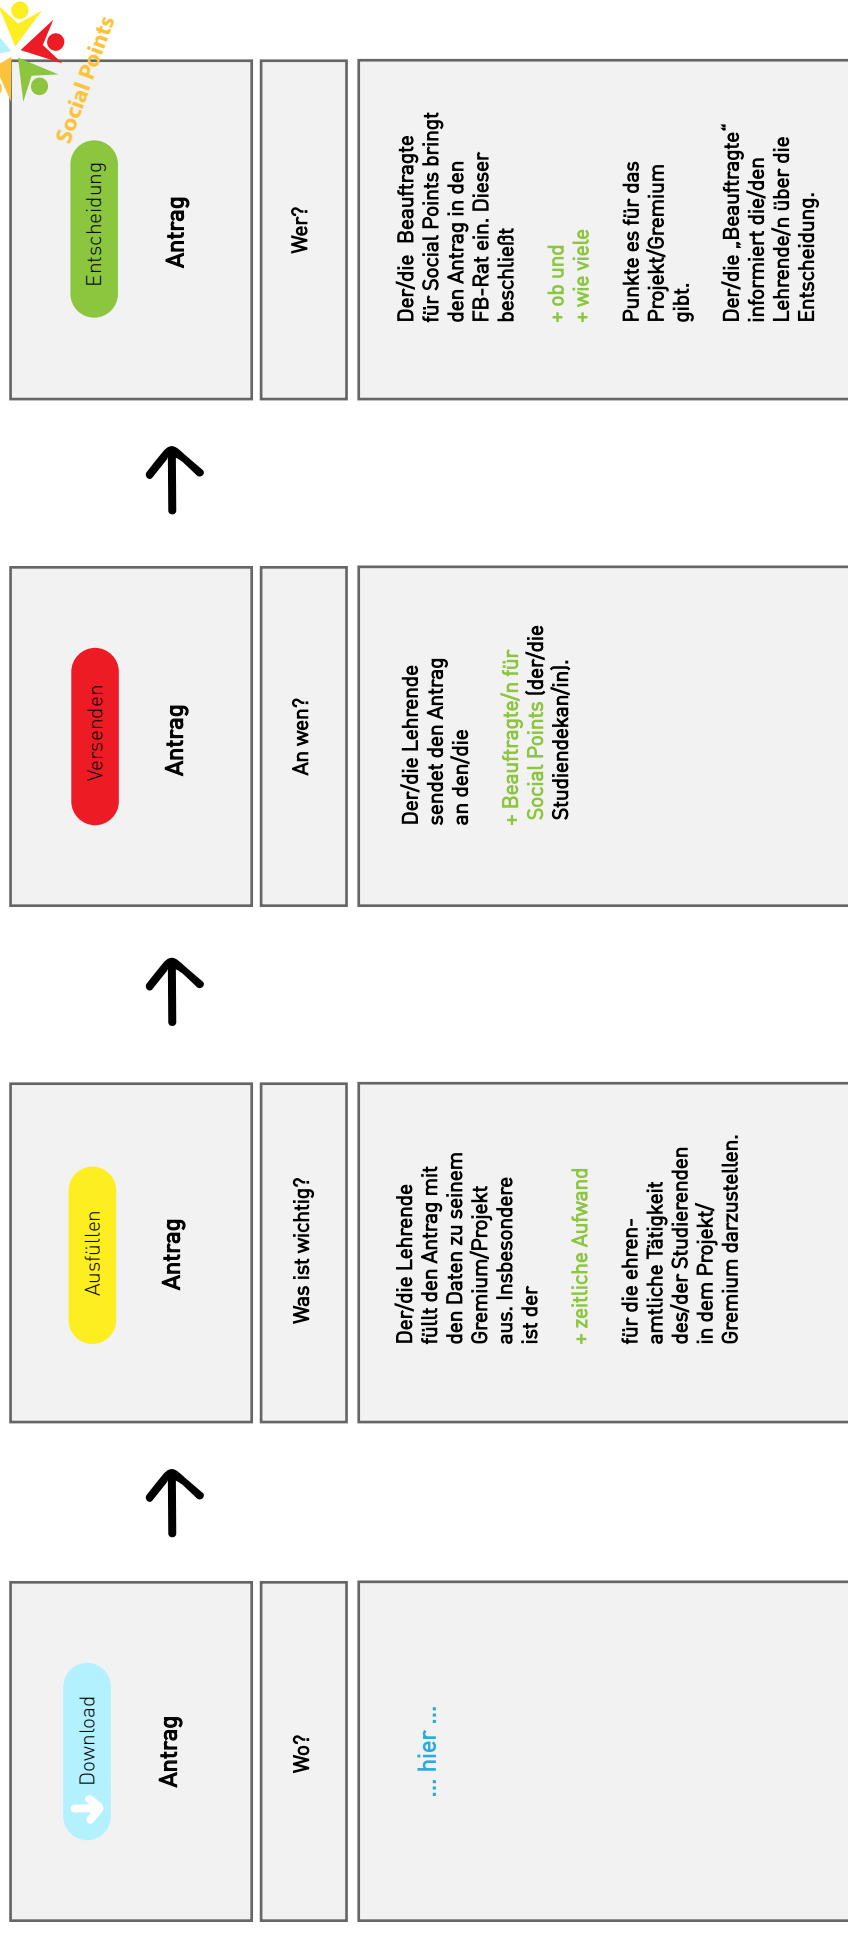 Social Points
Download
Antrag
Wo?
... hier ...
Ausfüllen
Antrag
Was ist wichtig?
Der/die Lehrende
füllt den Antrag mit
den Daten zu seinem
Gremium/Projekt
aus. Insbesondere
ist der
+ zeitliche Aufwand
für die ehren-
amtliche Tätigkeit
des/der Studierenden
in dem Projekt/
Gremium darzustellen.
Versenden
Antrag
An wen?
Der/die Lehrende
sendet den Antrag
an den/die
+ Beauftragte/n für
Social Points (der/die
Studiendekan/in).
Entscheidung
Antrag
Wer?
Der/die Beauftragte
für Social Points bringt
den Antrag in den
FB-Rat ein. Dieser
beschließt
+ ob und
+ wie viele
Punkte es für das
Projekt/Gremium
gibt.
Der/die „Beauftragte“
informiert die/den
Lehrende/n über die
Entscheidung.